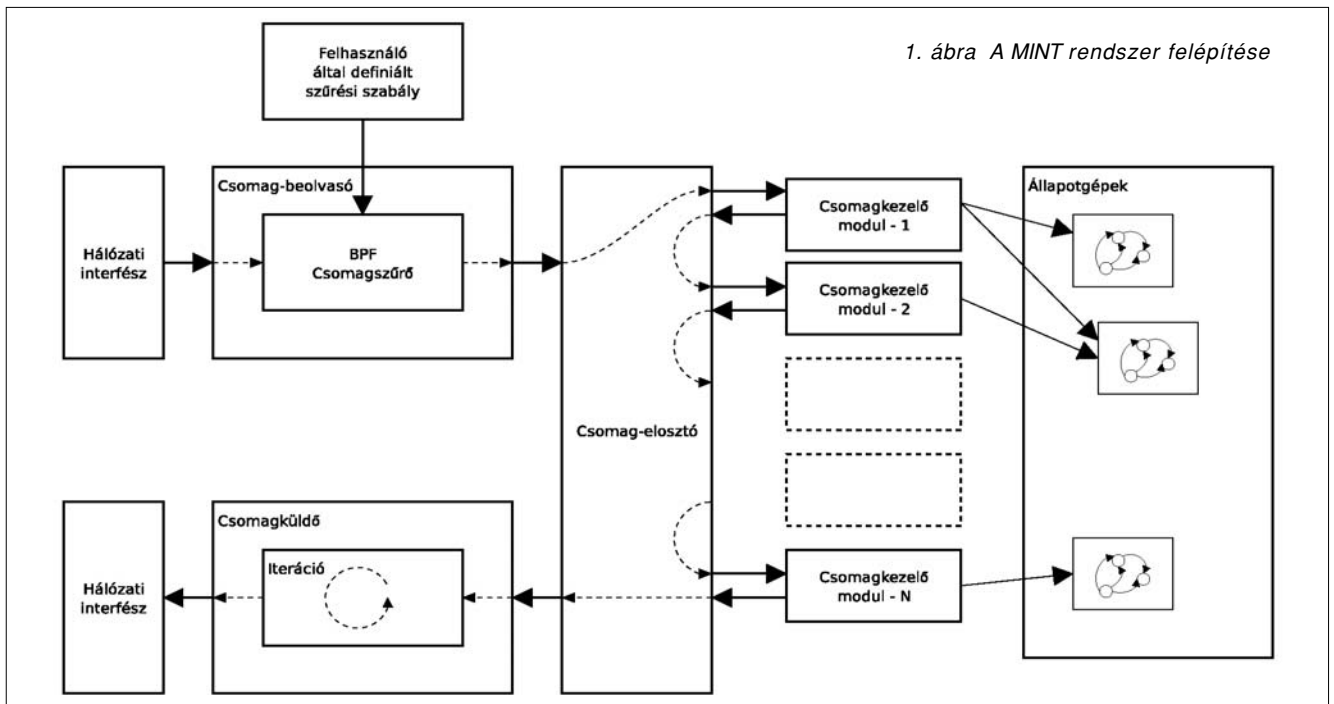 1. ábra A MINT rendszer felépítése
Felhasználó
által definiált
szűrési szabály
Hálózati
interfész
Csomag-beolvasó
BPF
Csomagszűrő
Csomag-elosztó
Csomagkezelő
modul - 1
Csomagkezelő
modul - 2
Csomagkezelő
modul - N
Állapotgépek
Csomagküldő
Iteráció
Hálózati
interfész